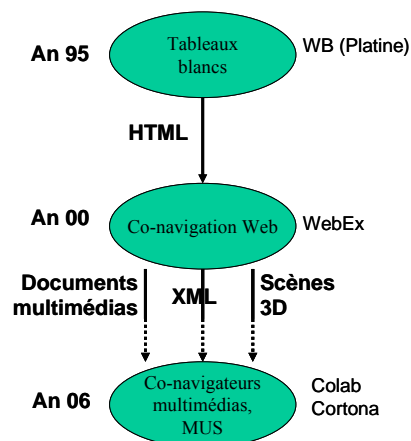 An 95
Tableaux
blancs
WB (Platine)
HTML
An 00
Co-navigation Web
WebEx
Documents
multimédias
XML
Scènes
3D
An 06
Co-navigateurs
multimédias,
MUS
Colab
Cortona